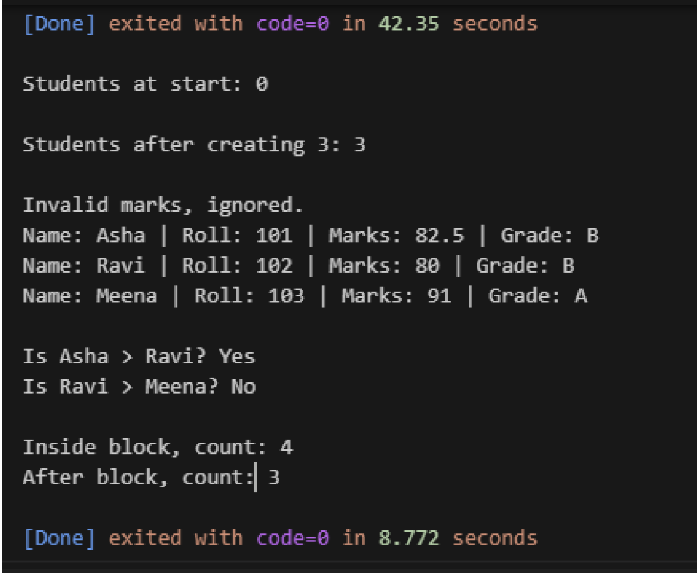 [Done] exited with code=0 in 42.35 seconds
Students at start: 0
Students after creating 3: 3
Invalid marks, ignored.
Name: Asha | Roll: 101 | Marks: 82.5 | Grade: B
Name: Ravi | Roll: 102 | Marks: 80 | Grade: B
Name: Meena | Roll: 103 | Marks: 91 | Grade: A
Is Asha > Ravi? Yes
Is Ravi > Meena? No
Inside block, count: 4
After block, count: 3
[Done] exited with code=0 in 8.772 seconds